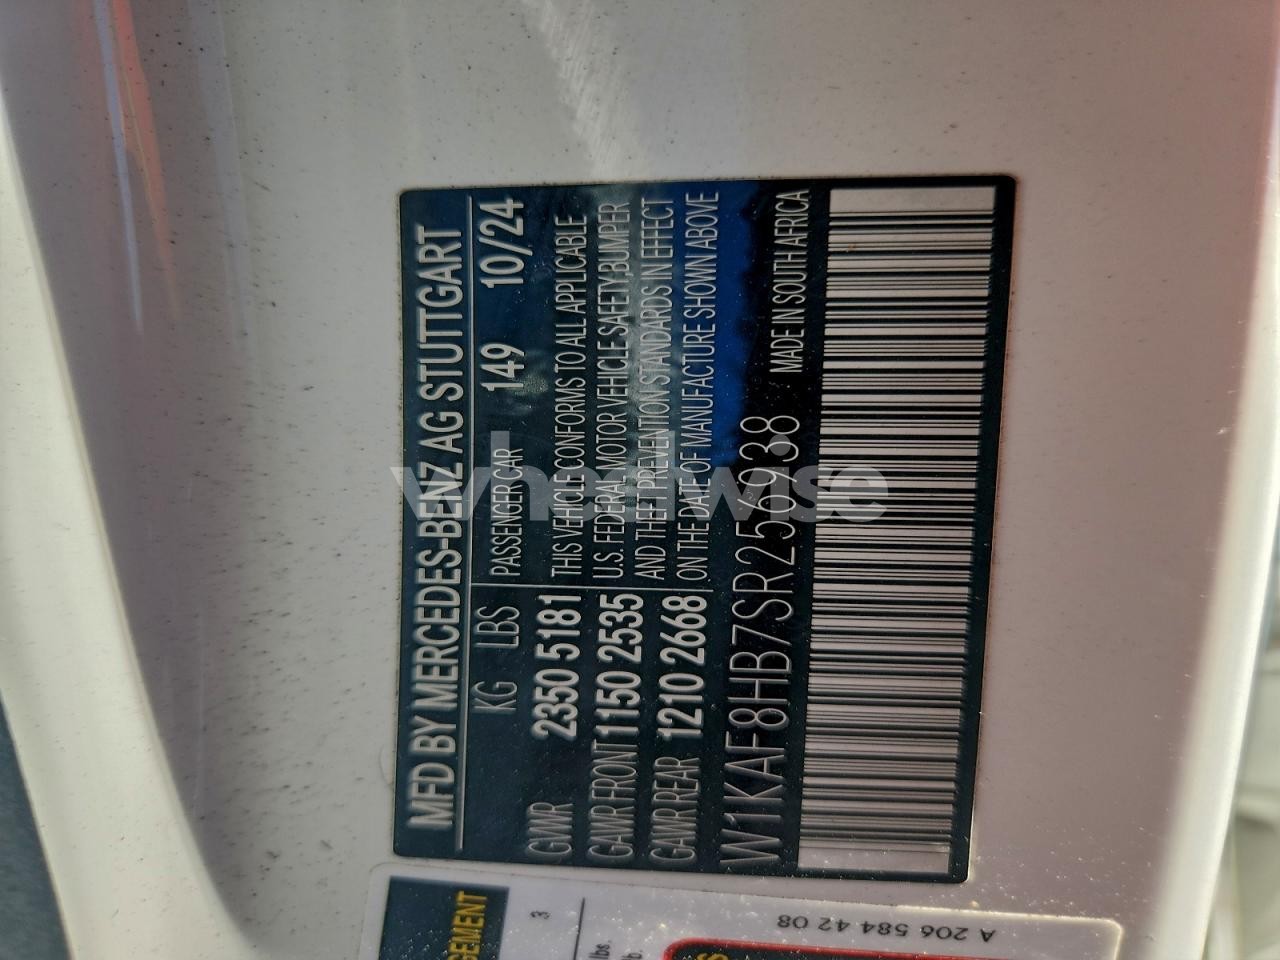 MFD BY MERCEDES-BENZ AG STUTTGART
KG LBS PASSENGER CAR 149 10/24
GVWR 2350 5181
GAWR FRONT 1150 2535
GAWR REAR 1210 2668
THIS VEHICLE CONFORMS TO ALL APPLICABLE
U.S. FEDERAL MOTOR VEHICLE SAFETY,BUMPER
AND THEFT PREVENTION STANDARDS IN EFFECT
ON THE DATE OF MANUFACTURE SHOWN ABOVE
W1KAF8HB7SR256938
MADE IN SOUTH AFRICA
wheelwise
3
lbs.
A 206 584 42 08